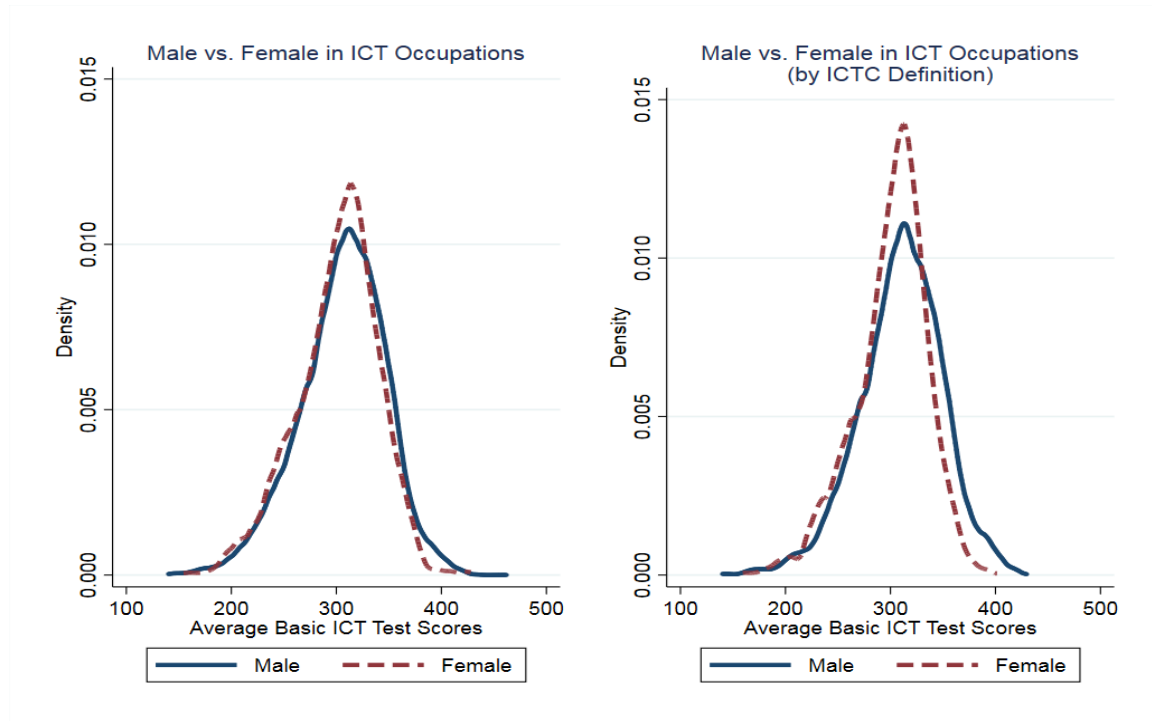 Male vs. Female in ICT Occupations
0.015
0.010
0.005
0.000
Density
100 200 300 400 500
Average Basic ICT Test Scores
Male Female
Male vs. Female in ICT Occupations
(by ICTC Definition)
0.015
0.010
0.005
0.000
Density
100 200 300 400 500
Average Basic ICT Test Scores
Male Female